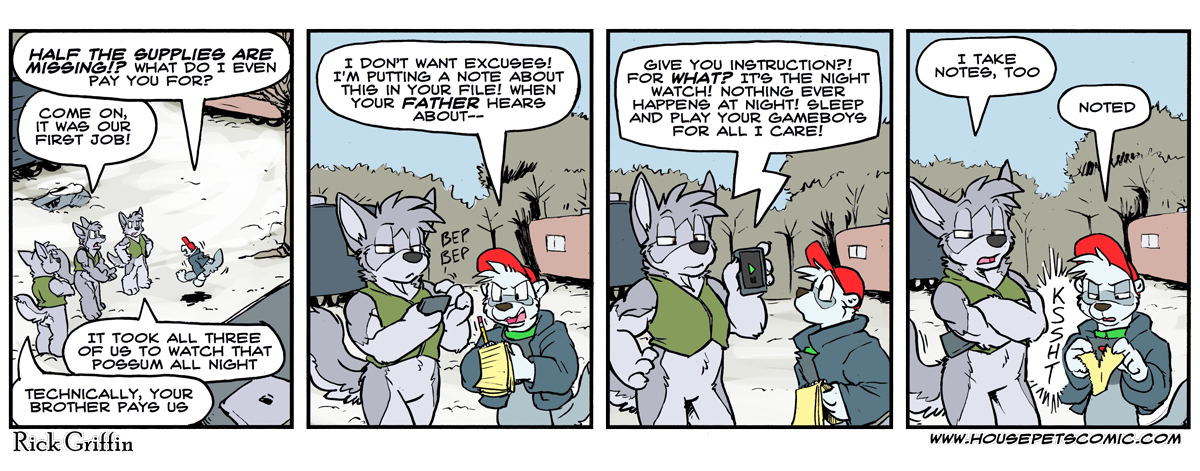 HALF THE SUPPLIES ARE
MISSING!? WHAT DO I EVEN
PAY YOU FOR?
COME ON,
IT WAS OUR
FIRST JOB!
IT TOOK ALL THREE
OF US TO WATCH THAT
POSSUM ALL NIGHT
TECHNICALLY, YOUR
BROTHER PAYS US
I DON'T WANT EXCUSES!
I'M PUTTING A NOTE ABOUT
THIS IN YOUR FILE! WHEN
YOUR FATHER HEARS
ABOUT--
BEP
BEP
GIVE YOU INSTRUCTION?!
FOR WHAT? IT'S THE NIGHT
WATCH! NOTHING EVER
HAPPENS AT NIGHT! SLEEP
AND PLAY YOUR GAMEBOYS
FOR ALL I CARE!
I TAKE
NOTES, TOO
NOTED
KSSHT
Rick Griffin
WWW.HOUSEPETSCOMIC.COM